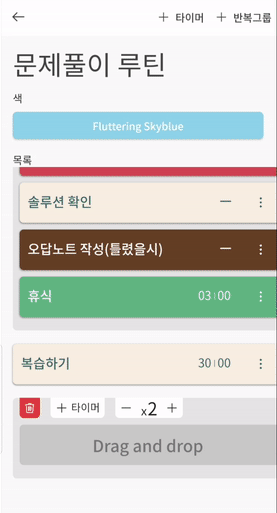 ← + 타이머 + 반복그룹
문제풀이 루틴
색
Fluttering Skyblue
목록
솔루션 확인 —
오답노트 작성(틀렸을시) —
휴식 03:00
복습하기 30:00
+ 타이머 — x2 +
Drag and drop